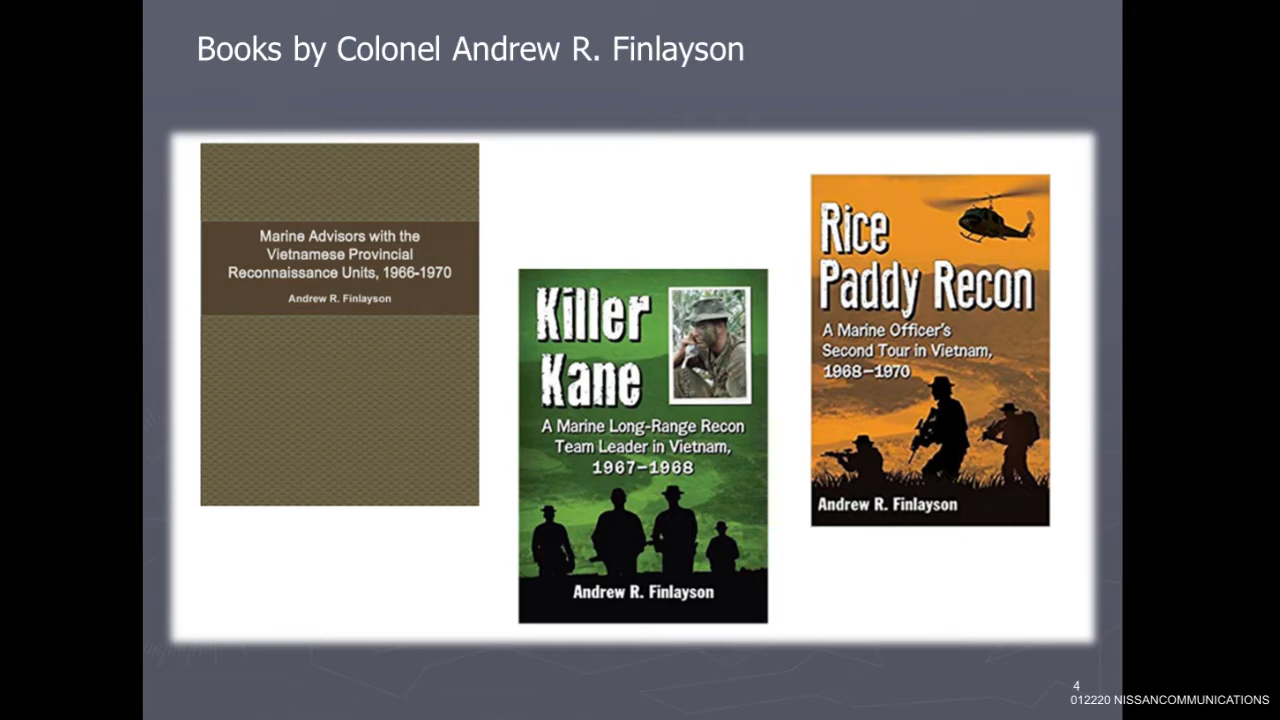 Books by Colonel Andrew R. Finlayson
Marine Advisors with the
Vietnamese Provincial
Reconnaissance Units, 1966-1970
Andrew R. Finlayson
Killer
Kane
A Marine Long-Range Recon
Team Leader in Vietnam,
1967–1968
Andrew R. Finlayson
Rice
Paddy Recon
A Marine Officer's
Second Tour in Vietnam,
1968–1970
Andrew R. Finlayson
4
012220 NISSANCOMMUNICATIONS